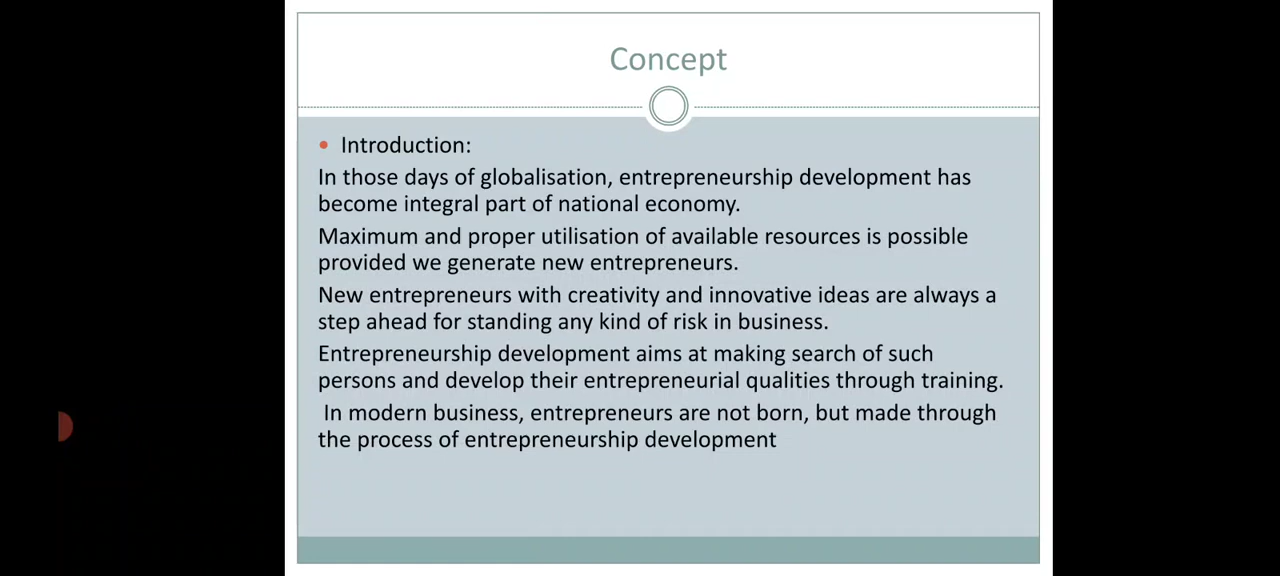 Concept
• Introduction:
In those days of globalisation, entrepreneurship development has
become integral part of national economy.
Maximum and proper utilisation of available resources is possible
provided we generate new entrepreneurs.
New entrepreneurs with creativity and innovative ideas are always a
step ahead for standing any kind of risk in business.
Entrepreneurship development aims at making search of such
persons and develop their entrepreneurial qualities through training.
In modern business, entrepreneurs are not born, but made through
the process of entrepreneurship development